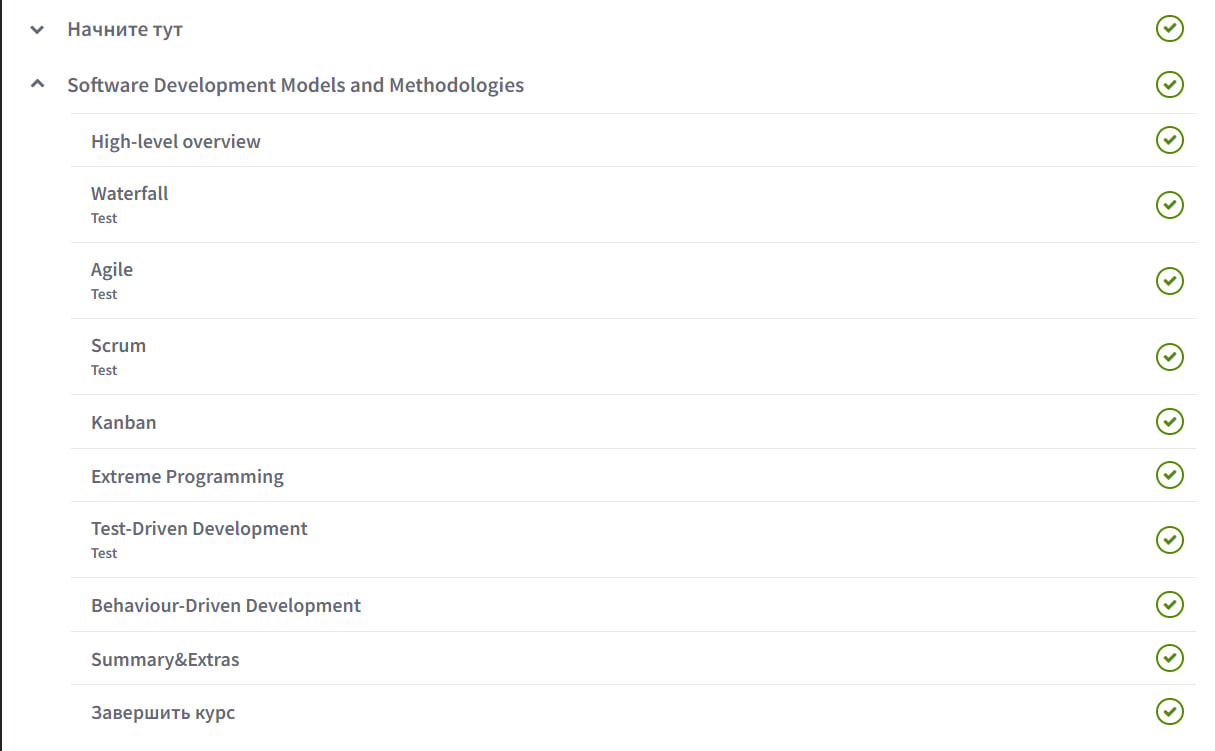 Начните тут
Software Development Models and Methodologies
High-level overview
Waterfall
Test
Agile
Test
Scrum
Test
Kanban
Extreme Programming
Test-Driven Development
Test
Behaviour-Driven Development
Summary&Extras
Завершить курс